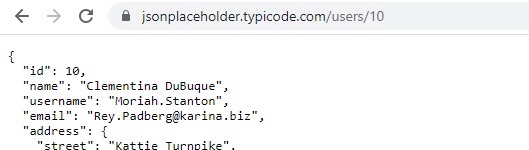 jsonplaceholder.typicode.com/users/10
{
"id": 10,
"name": "Clementina DuBuque",
"username": "Moriah.Stanton",
"email": "Rey.Padberg@karina.biz",
"address": {
"street": "Kattie Turnpike",